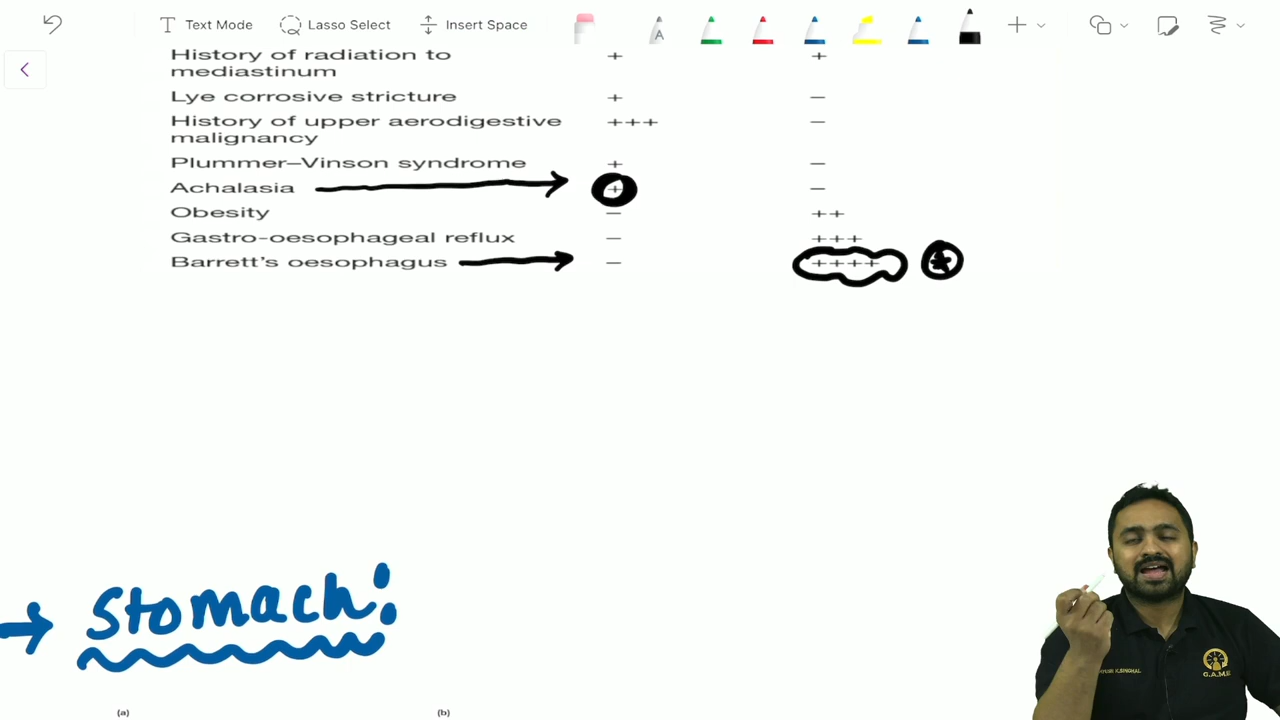 Text Mode Lasso Select Insert Space
A
History of radiation to + +
mediastinum
Lye corrosive stricture + −
History of upper aerodigestive +++ −
malignancy
Plummer–Vinson syndrome + −
Achalasia + −
Obesity − ++
Gastro-oesophageal reflux − +++
Barrett's oesophagus − ++++
Stomach:
K.SINGHAL
G.A.M.E
(a) (b)